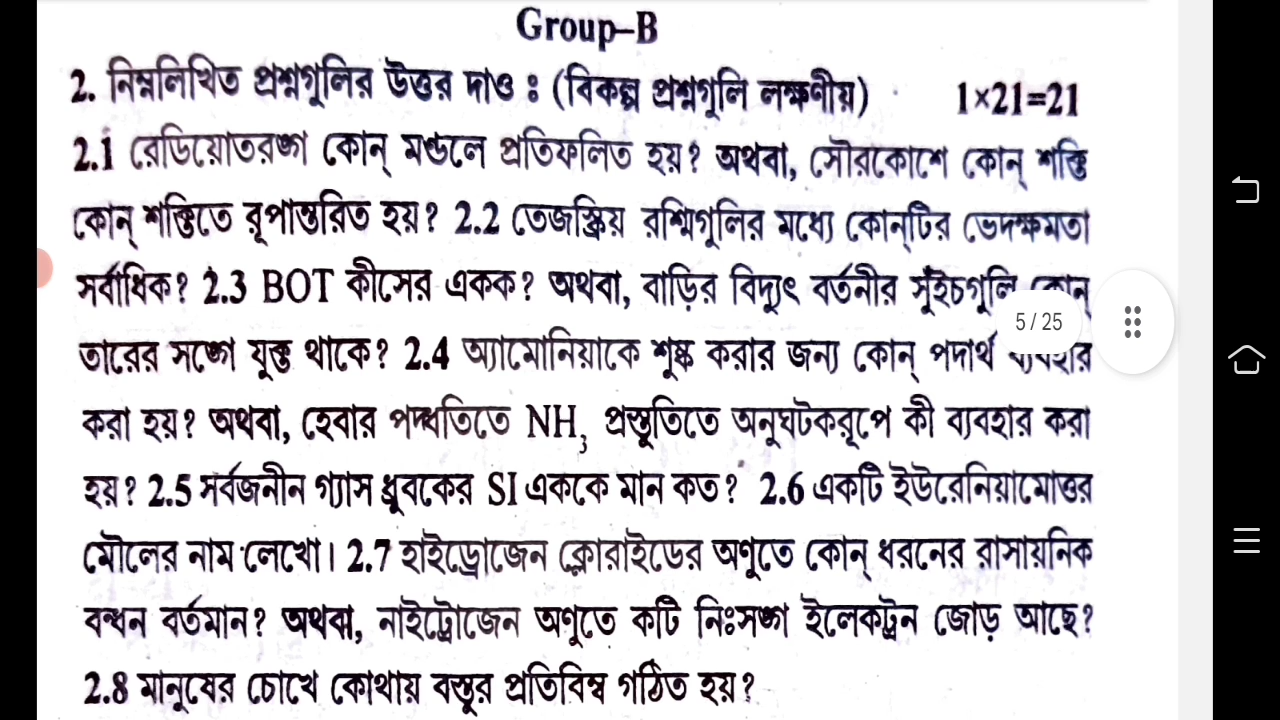 Group–B
2. নিম্নলিখিত প্রশ্নগুলির উত্তর দাও : (বিকল্প প্রশ্নগুলি লক্ষণীয়) 1×21=21
2.1 রেডিয়োতরঙ্গ কোন্ মণ্ডলে প্রতিফলিত হয়? অথবা, সৌরকোশে কোন্ শক্তি
কোন্ শক্তিতে রূপান্তরিত হয়? 2.2 তেজস্ক্রিয় রশ্মিগুলির মধ্যে কোন্‌টির ভেদক্ষমতা
সর্বাধিক? 2.3 BOT কীসের একক? অথবা, বাড়ির বিদ্যুৎ বর্তনীর সুঁইচগুলি কোন্
5 / 25
তারের সঙ্গে যুক্ত থাকে? 2.4 অ্যামোনিয়াকে শুষ্ক করার জন্য কোন্ পদার্থ ব্যবহার
করা হয়? অথবা, হেবার পদ্ধতিতে NH₃ প্রস্তুতিতে অনুঘটকরূপে কী ব্যবহার করা
হয়? 2.5 সর্বজনীন গ্যাস ধ্রুবকের SI এককে মান কত? 2.6 একটি ইউরেনিয়ামোত্তর
মৌলের নাম লেখো। 2.7 হাইড্রোজেন ক্লোরাইডের অণুতে কোন্ ধরনের রাসায়নিক
বন্ধন বর্তমান? অথবা, নাইট্রোজেন অণুতে কটি নিঃসঙ্গ ইলেকট্রন জোড় আছে?
2.8 মানুষের চোখে কোথায় বস্তুর প্রতিবিম্ব গঠিত হয়?